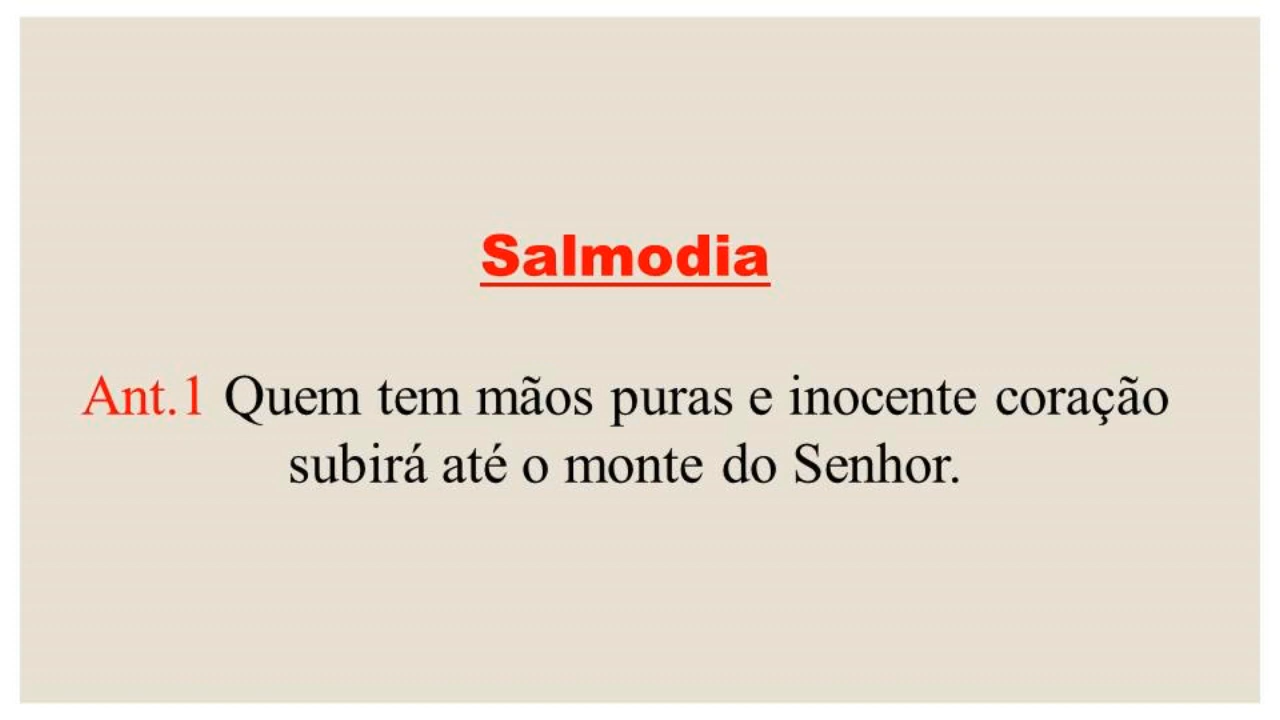 Salmodia
Ant.1 Quem tem mãos puras e inocente coração
subirá até o monte do Senhor.